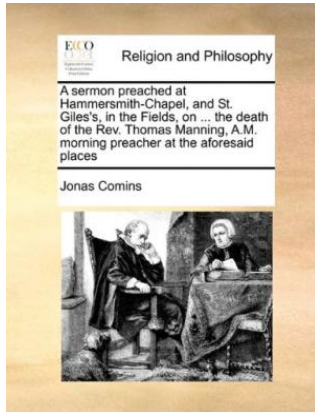 ECCO
Religion and Philosophy
A sermon preached at
Hammersmith-Chapel, and St.
Giles's, in the Fields, on ... the death
of the Rev. Thomas Manning, A.M.
morning preacher at the aforesaid
places
Jonas Comins